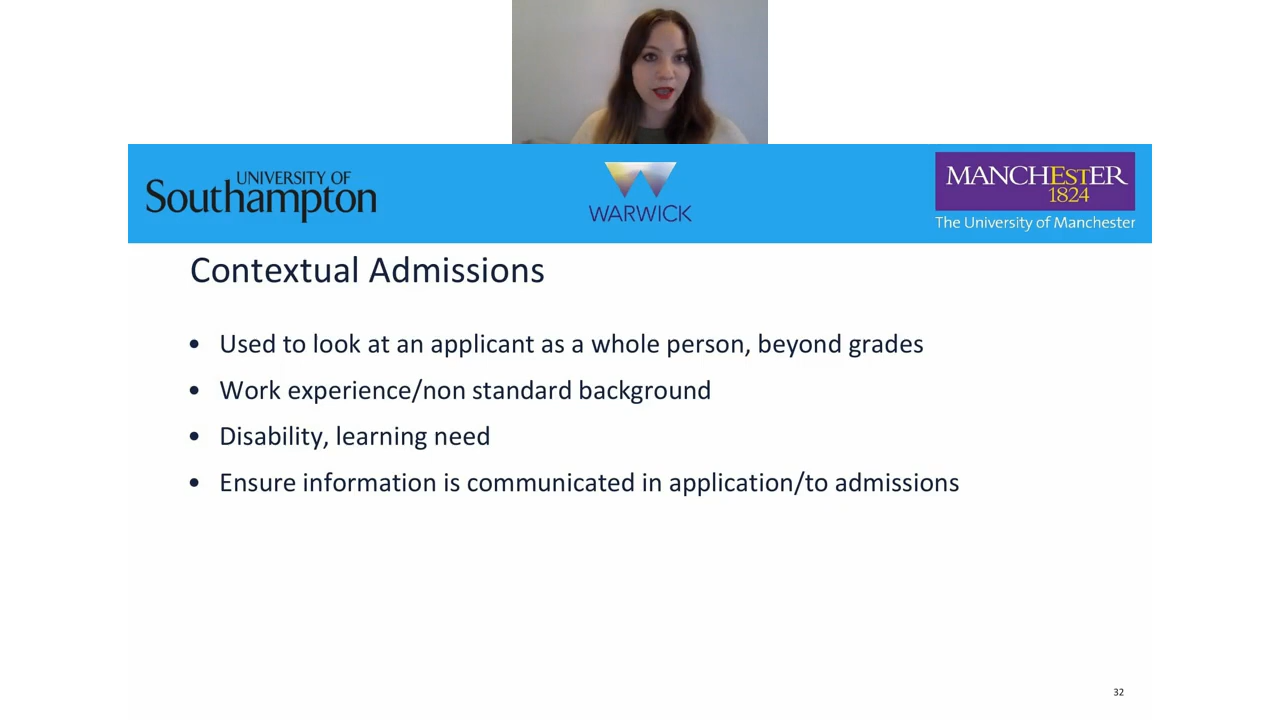 UNIVERSITY OF
Southampton
WARWICK
MANCHESTER
1824
The University of Manchester
Contextual Admissions
• Used to look at an applicant as a whole person, beyond grades
• Work experience/non standard background
• Disability, learning need
• Ensure information is communicated in application/to admissions
32